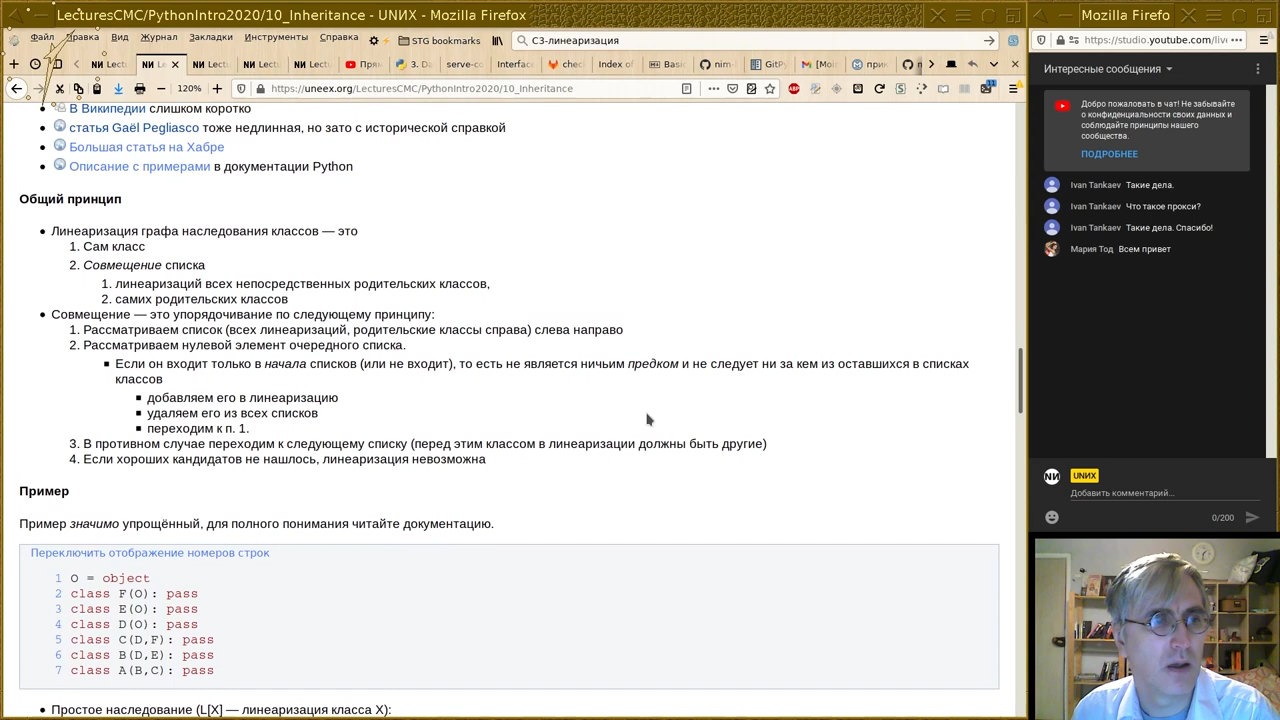 LecturesCMC/PythonIntro2020/10_Inheritance - UNИX - Mozilla Firefox
Файл Правка Вид Журнал Закладки Инструменты Справка
STG bookmarks
C3-линеаризация
120%
https://uneex.org/LecturesCMC/PythonIntro2020/10_Inheritance
В Википедии слишком коротко
статья Gaël Pegliasco тоже недлинная, но зато с исторической справкой
Большая статья на Хабре
Описание с примерами в документации Python
Общий принцип
Линеаризация графа наследования классов — это
1. Сам класс
2. Совмещение списка
1. линеаризаций всех непосредственных родительских классов,
2. самих родительских классов
Совмещение — это упорядочивание по следующему принципу:
1. Рассматриваем список (всех линеаризаций, родительские классы справа) слева направо
2. Рассматриваем нулевой элемент очередного списка.
Если он входит только в начала списков (или не входит), то есть не является ничьим предком и не следует ни за кем из оставшихся в списках
классов
добавляем его в линеаризацию
удаляем его из всех списков
переходим к п. 1.
3. В противном случае переходим к следующему списку (перед этим классом в линеаризации должны быть другие)
4. Если хороших кандидатов не нашлось, линеаризация невозможна
Пример
Пример значимо упрощённый, для полного понимания читайте документацию.
Переключить отображение номеров строк
1 O = object
2 class F(O): pass
3 class E(O): pass
4 class D(O): pass
5 class C(D,F): pass
6 class B(D,E): pass
7 class A(B,C): pass
Простое наследование (L[X] — линеаризация класса X):
Mozilla Firefo
https://studio.youtube.com/live
Интересные сообщения
Добро пожаловать в чат! Не забывайте
о конфиденциальности своих данных и
соблюдайте принципы нашего
сообщества.
ПОДРОБНЕЕ
Ivan Tankaev Такие дела.
Ivan Tankaev Что такое прокси?
Ivan Tankaev Такие дела. Спасибо!
Мария Тод Всем привет
UNИX
Добавить комментарий...
0/200